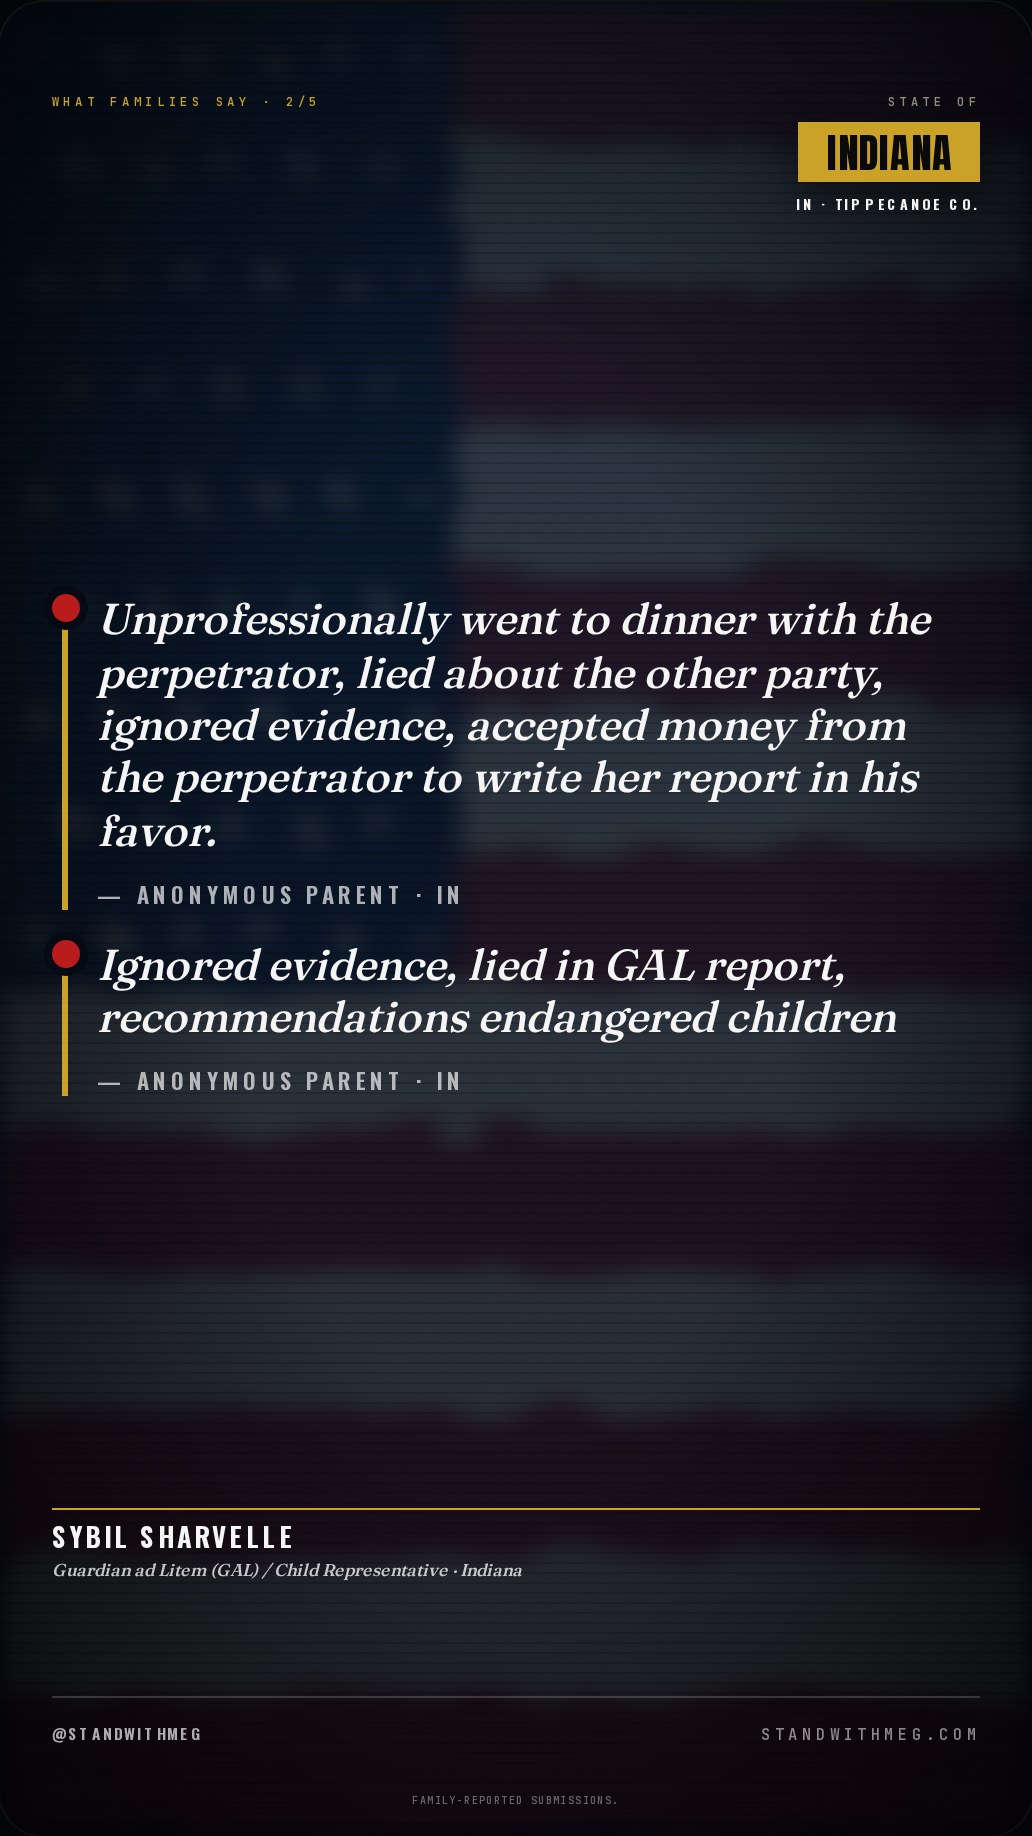 WHAT FAMILIES SAY · 2/5
STATE OF
INDIANA
IN · TIPPECANOE CO.
Unprofessionally went to dinner with the
perpetrator, lied about the other party,
ignored evidence, accepted money from
the perpetrator to write her report in his
favor.
— ANONYMOUS PARENT · IN
Ignored evidence, lied in GAL report,
recommendations endangered children
— ANONYMOUS PARENT · IN
SYBIL SHARVELLE
Guardian ad Litem (GAL) / Child Representative · Indiana
@STANDWITHMEG
STANDWITHMEG.COM
FAMILY-REPORTED SUBMISSIONS.